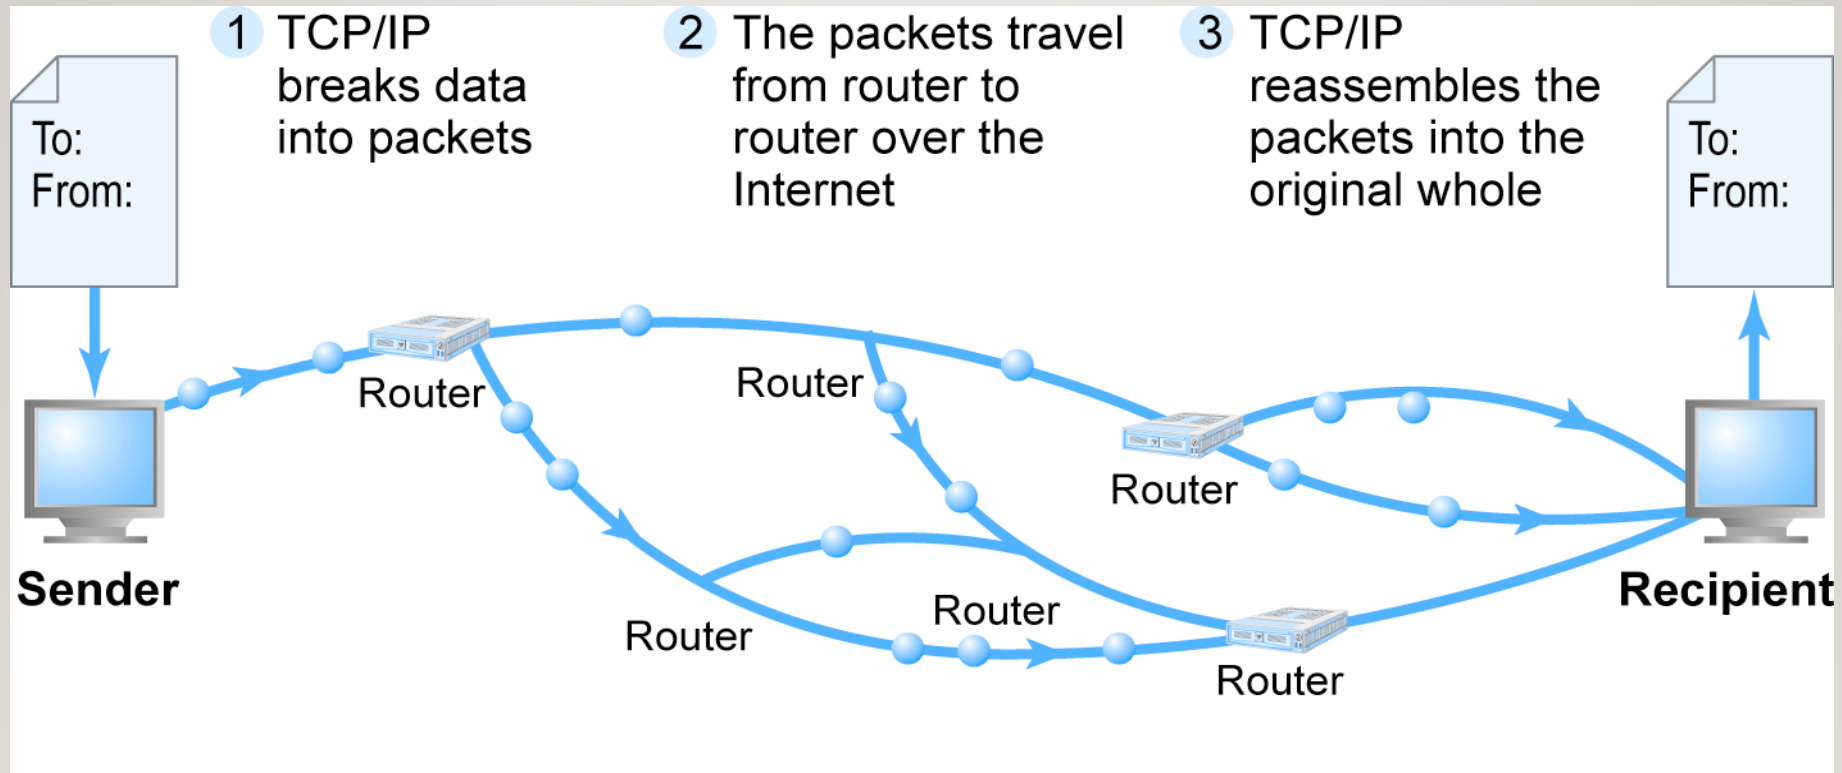 1 TCP/IP
breaks data
into packets
2 The packets travel
from router to
router over the
Internet
3 TCP/IP
reassembles the
packets into the
original whole
To:
From:
To:
From:
Router
Router
Router
Router
Router
Router
Sender
Recipient